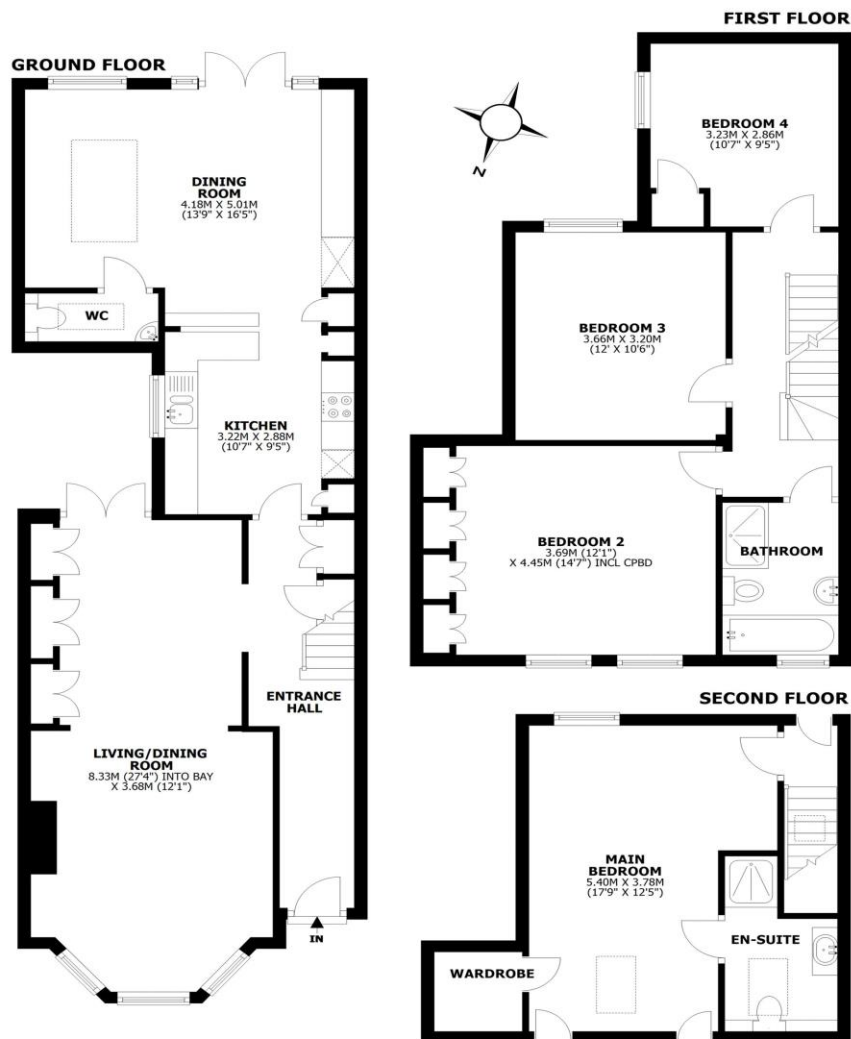 GROUND FLOOR
DINING
ROOM
4.18M X 5.01M
(13'9" X 16'5")
WC
KITCHEN
3.22M X 2.88M
(10'7" X 9'5")
ENTRANCE
HALL
LIVING/DINING
ROOM
8.33M (27'4") INTO BAY
X 3.68M (12'1")
IN
N
FIRST FLOOR
BEDROOM 4
3.23M X 2.86M
(10'7" X 9'5")
BEDROOM 3
3.66M X 3.20M
(12' X 10'6")
BEDROOM 2
3.69M (12'1")
X 4.45M (14'7") INCL CPBD
BATHROOM
SECOND FLOOR
MAIN
BEDROOM
5.40M X 3.78M
(17'9" X 12'5")
EN-SUITE
WARDROBE